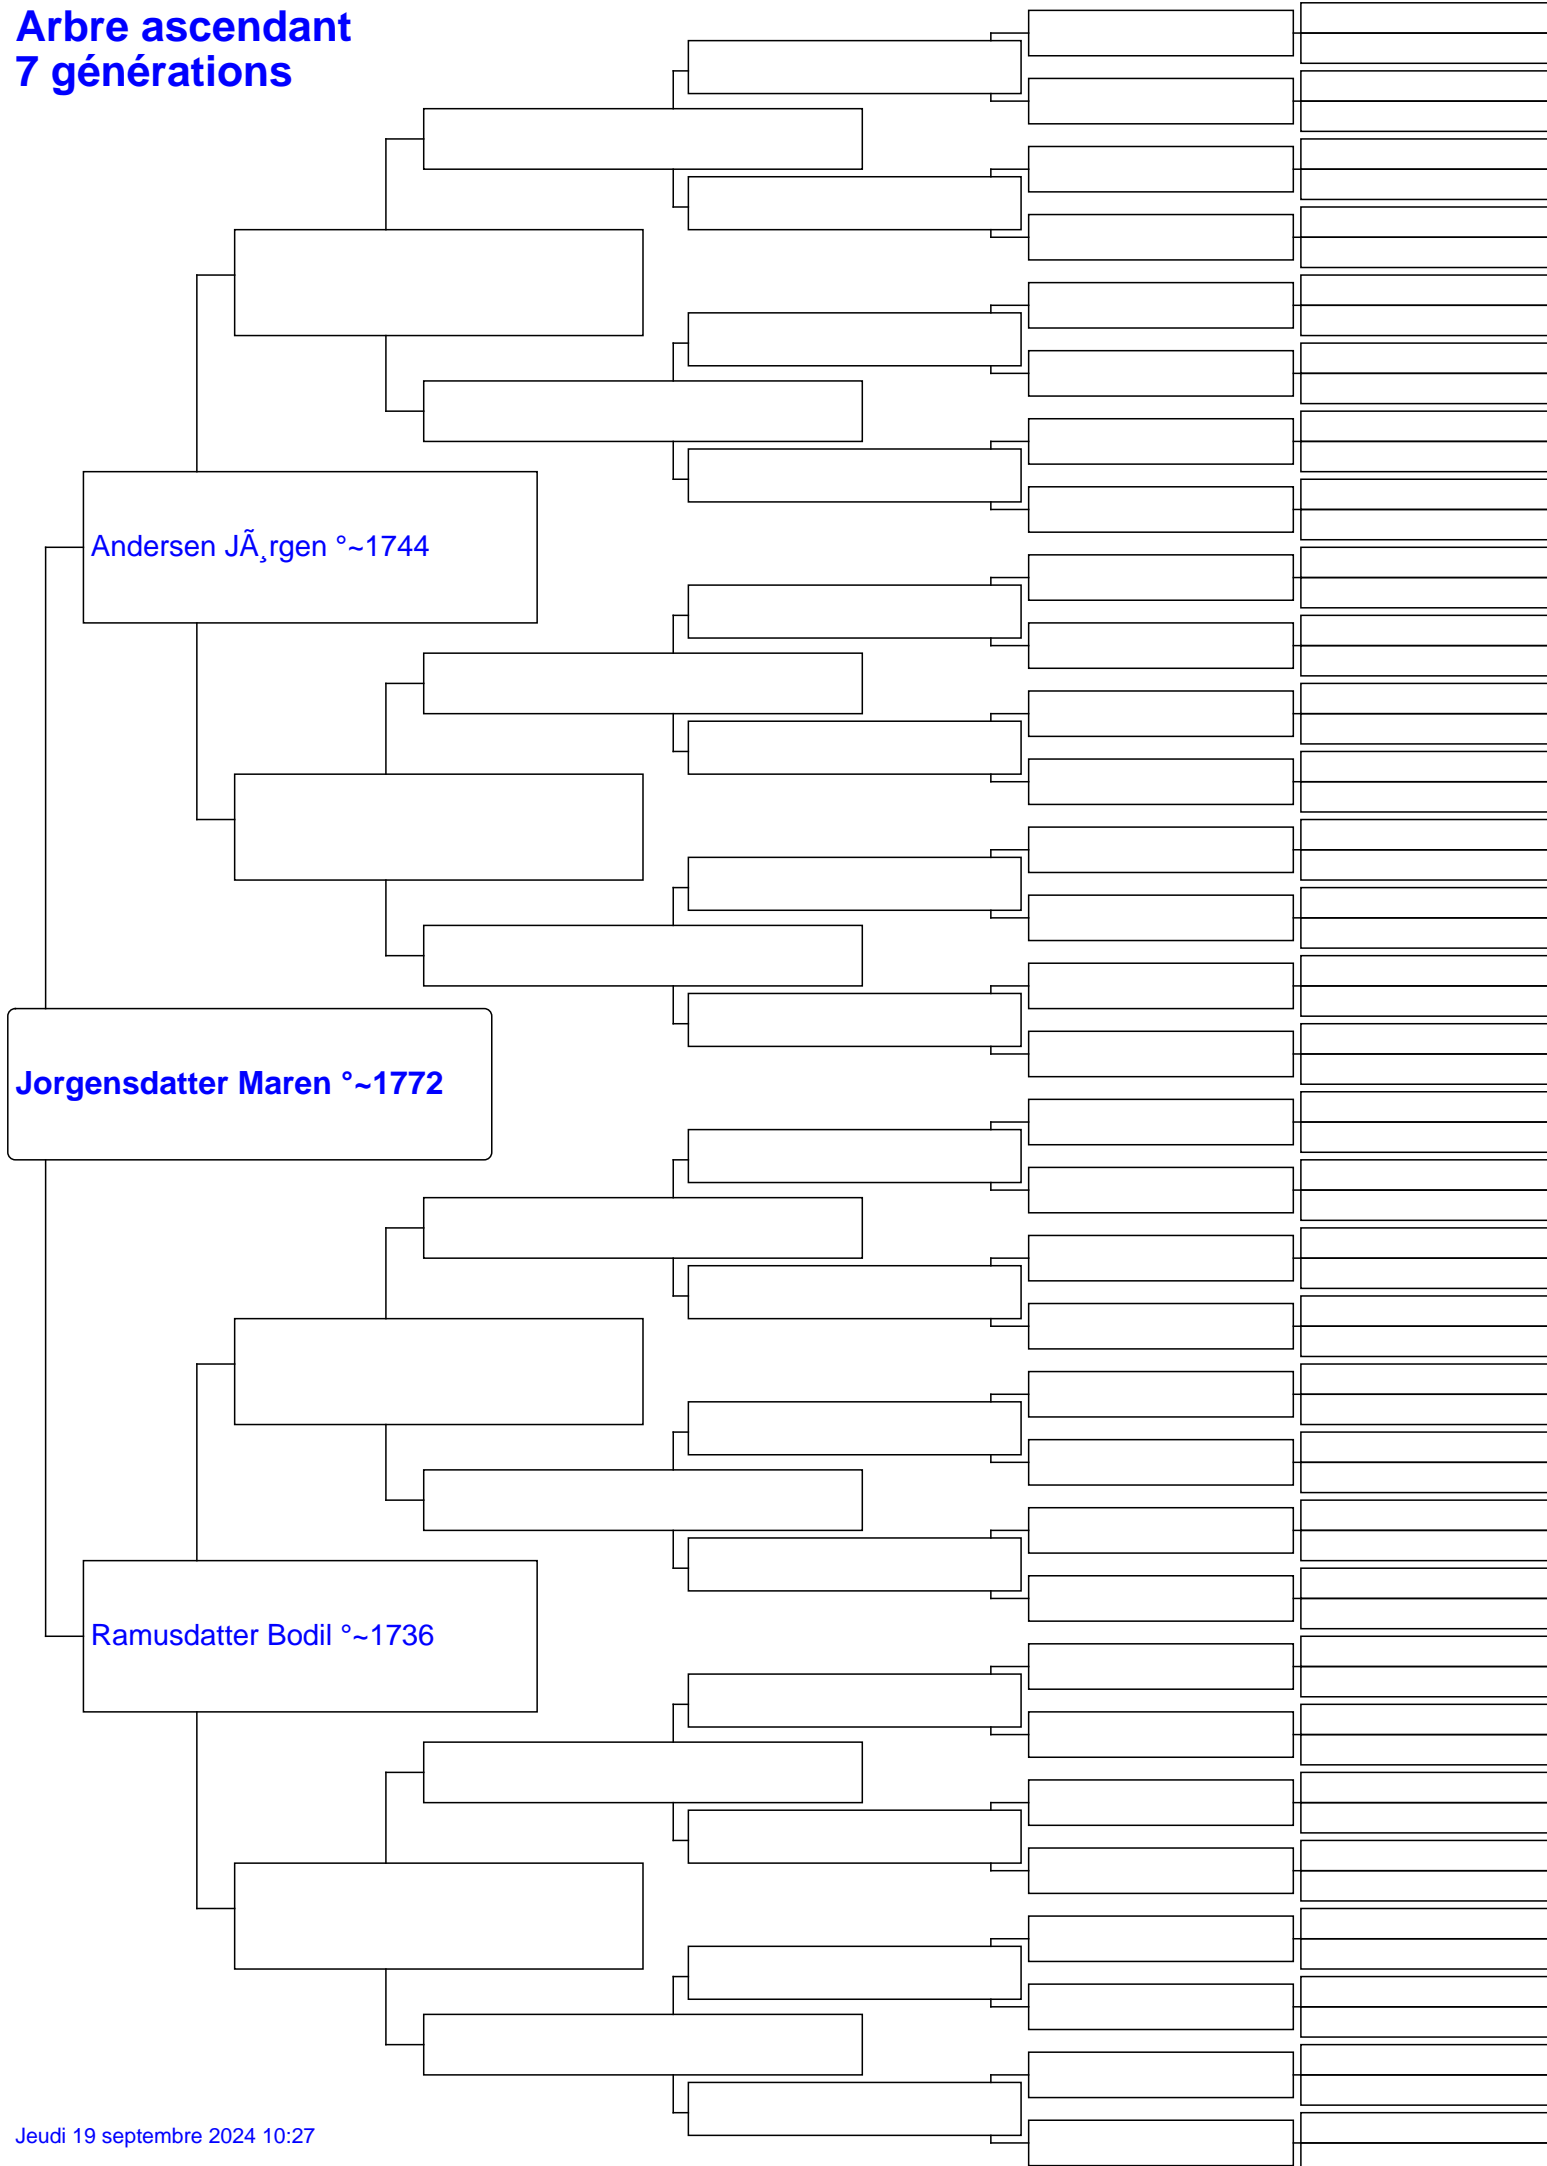 Arbre ascendant
7 générations
Andersen JÃ¸rgen °~1744
Jorgensdatter Maren °~1772
Ramusdatter Bodil °~1736
Jeudi 19 septembre 2024 10:27